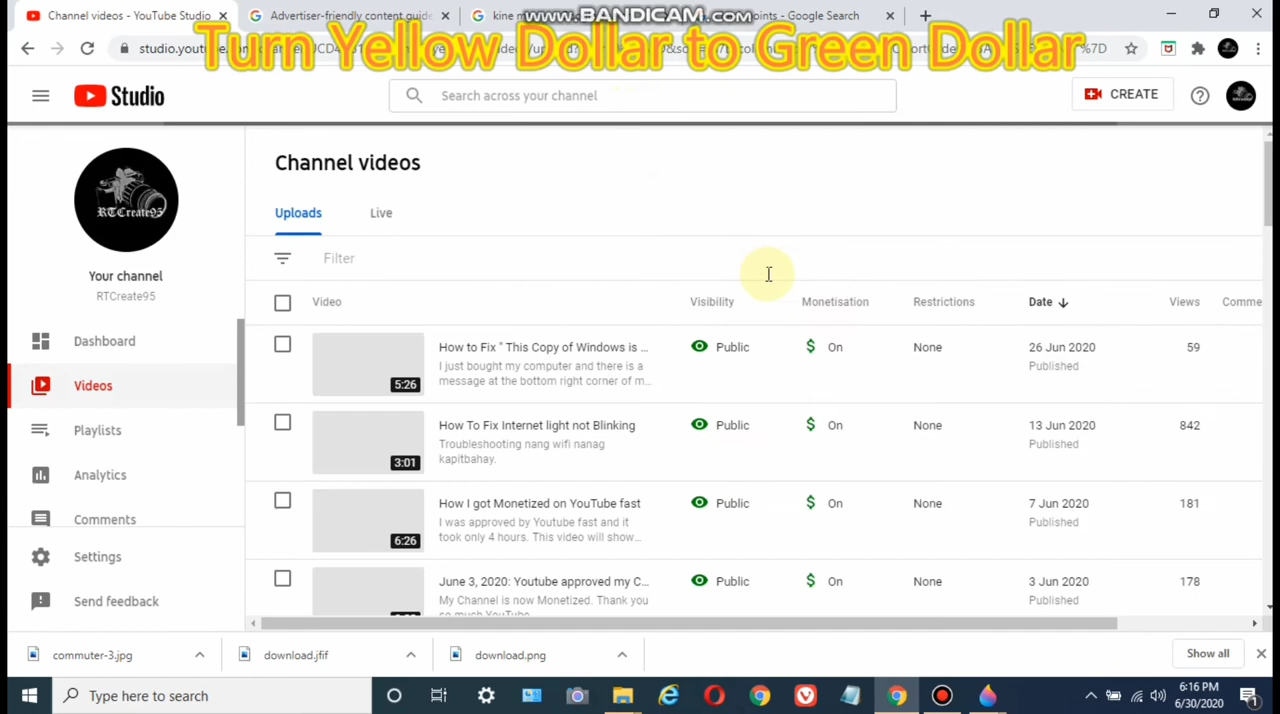 Channel videos - YouTube Studio
Advertiser-friendly content guide
kine m
oints - Google Search
www.BANDICAM.com
studio.youtube
Turn Yellow Dollar to Green Dollar
Studio
Search across your channel
CREATE
RTCreate95
Your channel
RTCreate95
Dashboard
Videos
Playlists
Analytics
Comments
Settings
Send feedback
Channel videos
Uploads
Live
Filter
Video
Visibility
Monetisation
Restrictions
Date
Views
Comme
5:26
How to Fix " This Copy of Windows is ...
I just bought my computer and there is a
message at the bottom right corner of m...
Public
$ On
None
26 Jun 2020
Published
59
3:01
How To Fix Internet light not Blinking
Troubleshooting nang wifi nanag
kapitbahay.
Public
$ On
None
13 Jun 2020
Published
842
6:26
How I got Monetized on YouTube fast
I was approved by Youtube fast and it
took only 4 hours. This video will show...
Public
$ On
None
7 Jun 2020
Published
181
June 3, 2020: Youtube approved my C...
My Channel is now Monetized. Thank you
so much YouTube
Public
$ On
None
3 Jun 2020
Published
178
commuter-3.jpg
download.jfif
download.png
Show all
Type here to search
6:16 PM
6/30/2020
1